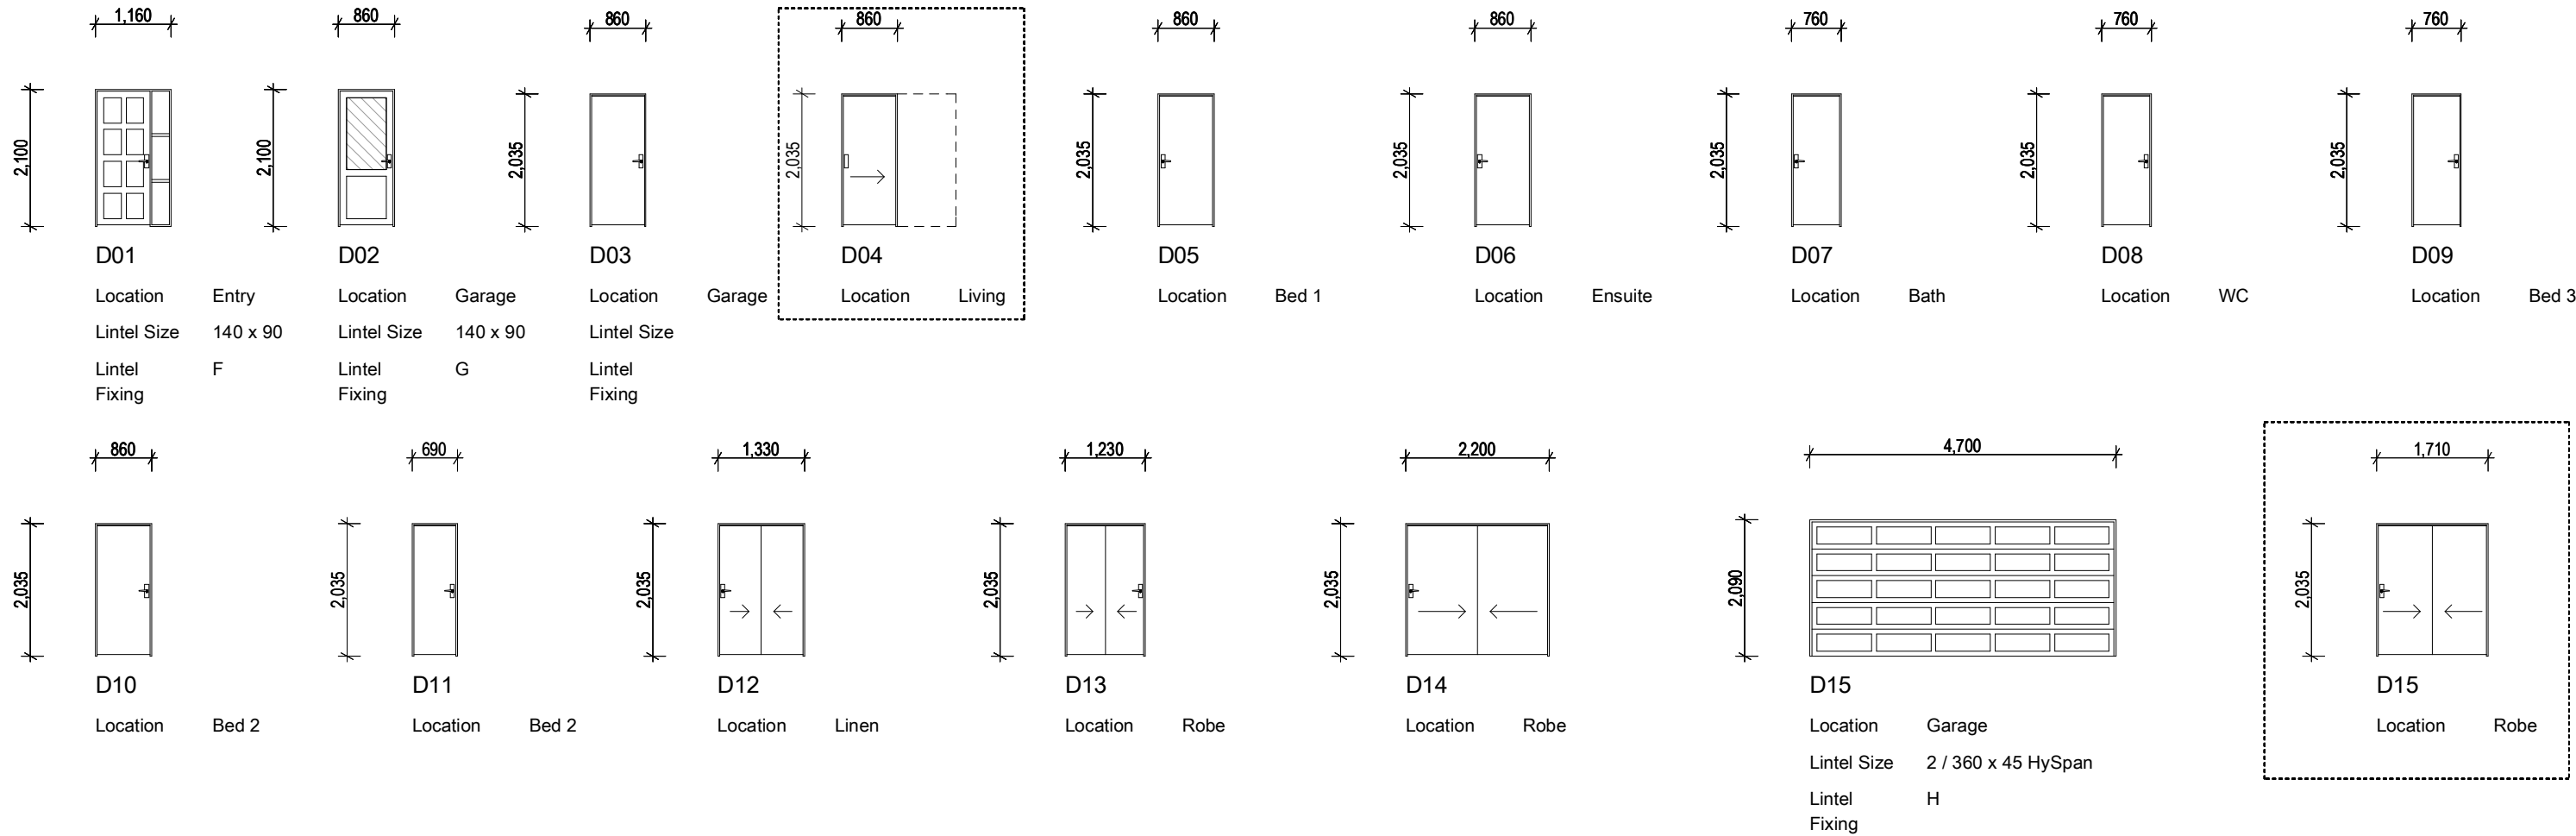 1,160 860 860 860 860 860 760 760 760
2,100 2,100 2,035 2,035 2,035 2,035 2,035 2,035 2,035
D01 D02 D03 D04 D05 D06 D07 D08 D09
Location Entry Location Garage Location Garage Location Living Location Bed 1 Location Ensuite Location Bath Location WC Location Bed 3
Lintel Size 140 x 90 Lintel Size 140 x 90 Lintel Size
Lintel F Lintel G Lintel
Fixing Fixing Fixing
860 690 1,330 1,230 2,200 4,700 1,710
2,035 2,035 2,035 2,035 2,035 2,090 2,035
D10 D11 D12 D13 D14 D15 D15
Location Bed 2 Location Bed 2 Location Linen Location Robe Location Robe Location Garage Location Robe
Lintel Size 2 / 360 x 45 HySpan
Lintel H
Fixing